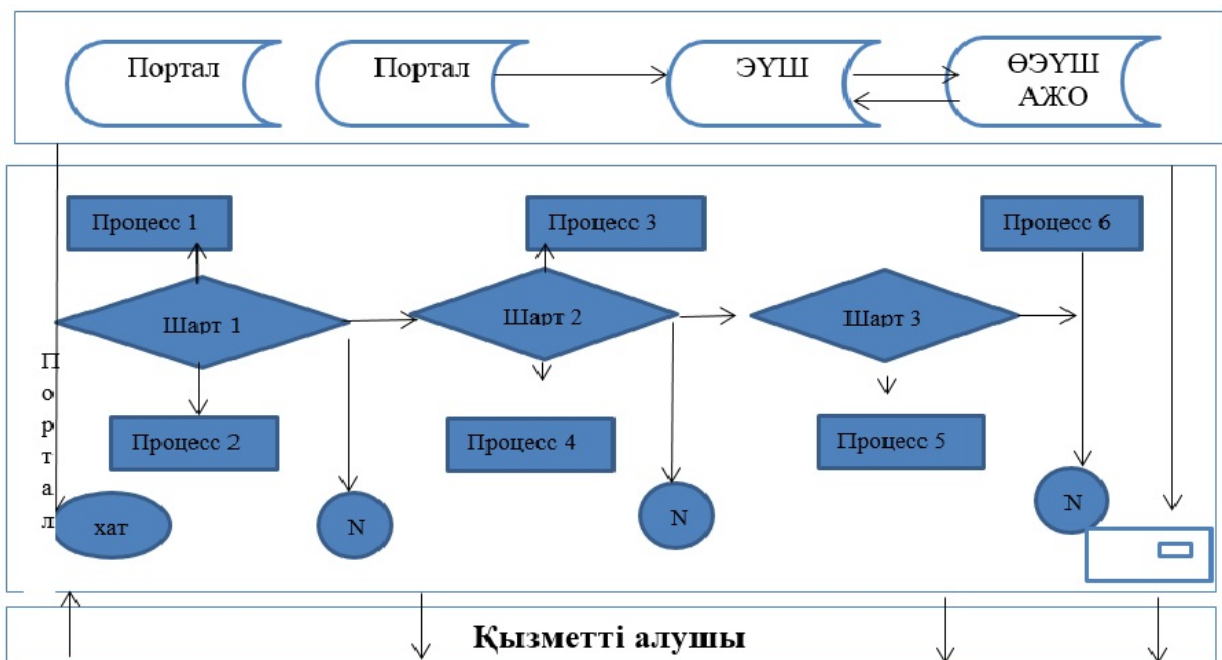 Портал
Портал
ЭҮШ
ӨЭҮШ
АЖО
Процесс 1
Процесс 3
Процесс 6
Шарт 1
Шарт 2
Шарт 3
Портал
Процесс 2
Процесс 4
Процесс 5
хат
N
N
N
Қызметті алушы